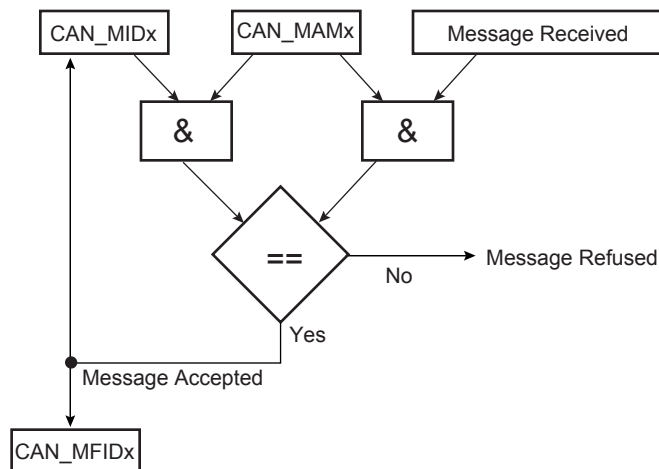 CAN_MIDx
CAN_MAMx
Message Received
&
&
==
No
Message Refused
Yes
Message Accepted
CAN_MFIDx